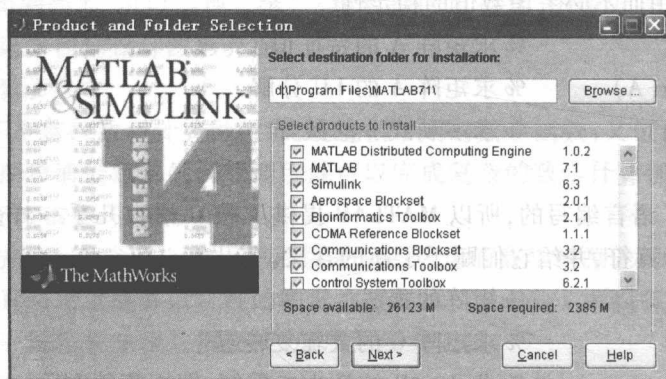 Product and Folder Selection
MATLAB®
&SIMULINK®
RELEASE
14
The MathWorks
Select destination folder for installation:
d\Program Files\MATLAB71\
Browse ...
Select products to install
MATLAB Distributed Computing Engine 1.0.2
MATLAB 7.1
Simulink 6.3
Aerospace Blockset 2.0.1
Bioinformatics Toolbox 2.1.1
CDMA Reference Blockset 1.1.1
Communications Blockset 3.2
Communications Toolbox 3.2
Control System Toolbox 6.2.1
Space available: 26123 M Space required: 2385 M
< Back
Next >
Cancel
Help